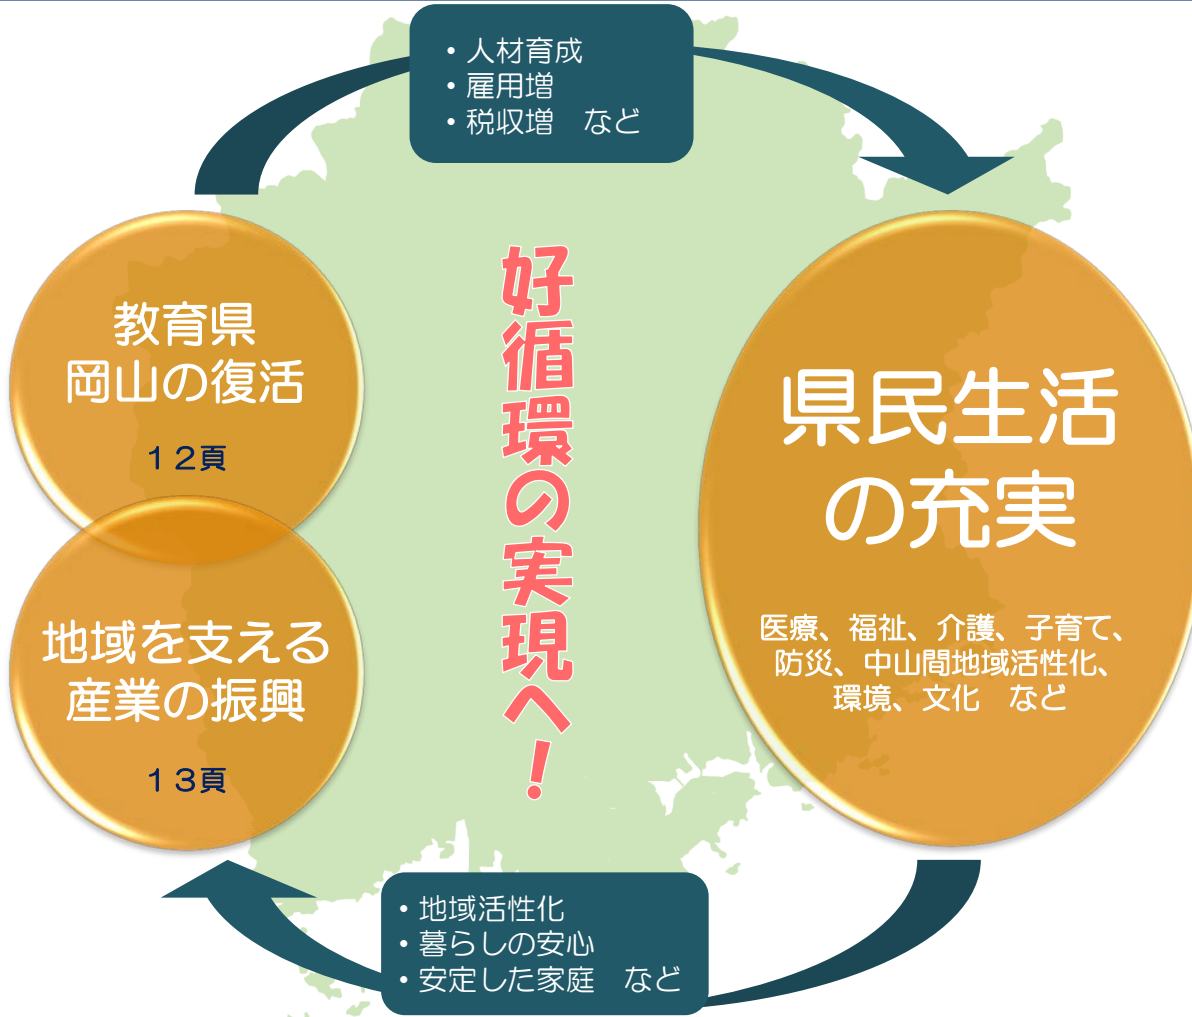 ・人材育成
・雇用増
・税収増　など
教育県
岡山の復活
１２頁
地域を支える
産業の振興
１３頁
好循環の実現へ！
県民生活
の充実
医療、福祉、介護、子育て、
防災、中山間地域活性化、
環境、文化　など
・地域活性化
・暮らしの安心
・安定した家庭　など